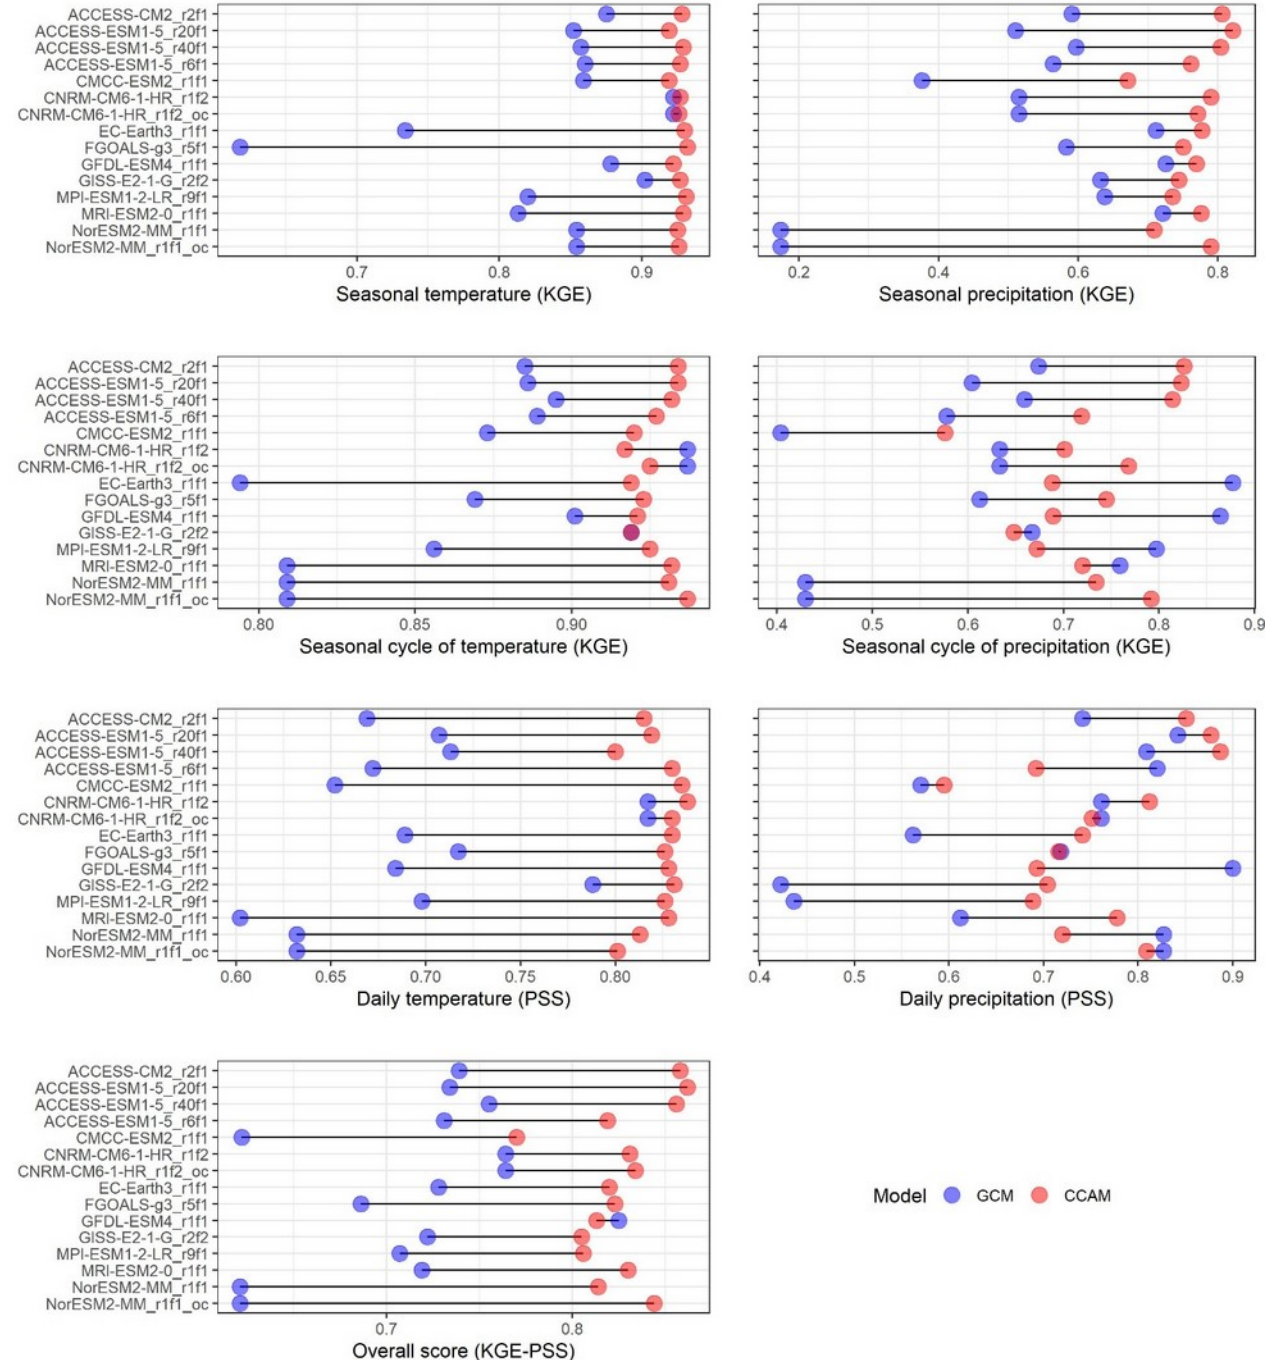 ACCESS-CM2_r2f1
ACCESS-ESM1-5_r20f1
ACCESS-ESM1-5_r40f1
ACCESS-ESM1-5_r6f1
CMCC-ESM2_r1f1
CNRM-CM6-1-HR_r1f2
CNRM-CM6-1-HR_r1f2_oc
EC-Earth3_r1f1
FGOALS-g3_r5f1
GFDL-ESM4_r1f1
GISS-E2-1-G_r2f2
MPI-ESM1-2-LR_r9f1
MRI-ESM2-0_r1f1
NorESM2-MM_r1f1
NorESM2-MM_r1f1_oc
0.7 0.8 0.9
Seasonal temperature (KGE)
0.2 0.4 0.6 0.8
Seasonal precipitation (KGE)
ACCESS-CM2_r2f1
ACCESS-ESM1-5_r20f1
ACCESS-ESM1-5_r40f1
ACCESS-ESM1-5_r6f1
CMCC-ESM2_r1f1
CNRM-CM6-1-HR_r1f2
CNRM-CM6-1-HR_r1f2_oc
EC-Earth3_r1f1
FGOALS-g3_r5f1
GFDL-ESM4_r1f1
GISS-E2-1-G_r2f2
MPI-ESM1-2-LR_r9f1
MRI-ESM2-0_r1f1
NorESM2-MM_r1f1
NorESM2-MM_r1f1_oc
0.80 0.85 0.90
Seasonal cycle of temperature (KGE)
0.4 0.5 0.6 0.7 0.8 0.9
Seasonal cycle of precipitation (KGE)
ACCESS-CM2_r2f1
ACCESS-ESM1-5_r20f1
ACCESS-ESM1-5_r40f1
ACCESS-ESM1-5_r6f1
CMCC-ESM2_r1f1
CNRM-CM6-1-HR_r1f2
CNRM-CM6-1-HR_r1f2_oc
EC-Earth3_r1f1
FGOALS-g3_r5f1
GFDL-ESM4_r1f1
GISS-E2-1-G_r2f2
MPI-ESM1-2-LR_r9f1
MRI-ESM2-0_r1f1
NorESM2-MM_r1f1
NorESM2-MM_r1f1_oc
0.60 0.65 0.70 0.75 0.80
Daily temperature (PSS)
0.4 0.5 0.6 0.7 0.8 0.9
Daily precipitation (PSS)
ACCESS-CM2_r2f1
ACCESS-ESM1-5_r20f1
ACCESS-ESM1-5_r40f1
ACCESS-ESM1-5_r6f1
CMCC-ESM2_r1f1
CNRM-CM6-1-HR_r1f2
CNRM-CM6-1-HR_r1f2_oc
EC-Earth3_r1f1
FGOALS-g3_r5f1
GFDL-ESM4_r1f1
GISS-E2-1-G_r2f2
MPI-ESM1-2-LR_r9f1
MRI-ESM2-0_r1f1
NorESM2-MM_r1f1
NorESM2-MM_r1f1_oc
0.7 0.8
Overall score (KGE-PSS)
Model GCM CCAM